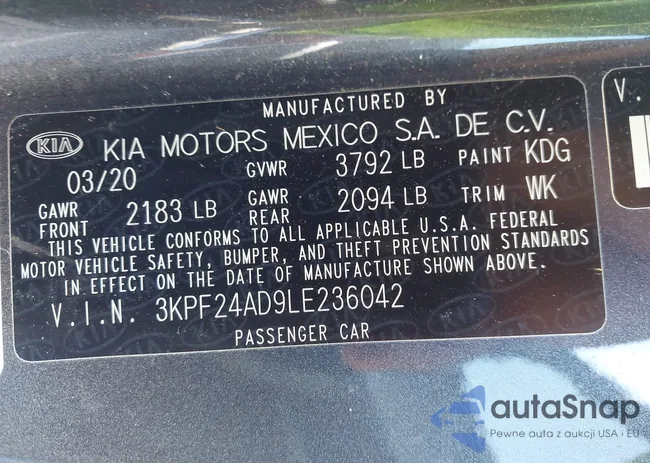 MANUFACTURED BY
KIA KIA MOTORS MEXICO S.A. DE C.V.
03/20 GVWR 3792 LB PAINT KDG
GAWR FRONT 2183 LB GAWR REAR 2094 LB TRIM WK
THIS VEHICLE CONFORMS TO ALL APPLICABLE U.S.A. FEDERAL
MOTOR VEHICLE SAFETY, BUMPER, AND THEFT PREVENTION STANDARDS
IN EFFECT ON THE DATE OF MANUFACTURE SHOWN ABOVE.
V.I.N. 3KPF24AD9LE236042
PASSENGER CAR
V.
autaSnap
Pewne auta z aukcji USA i EU